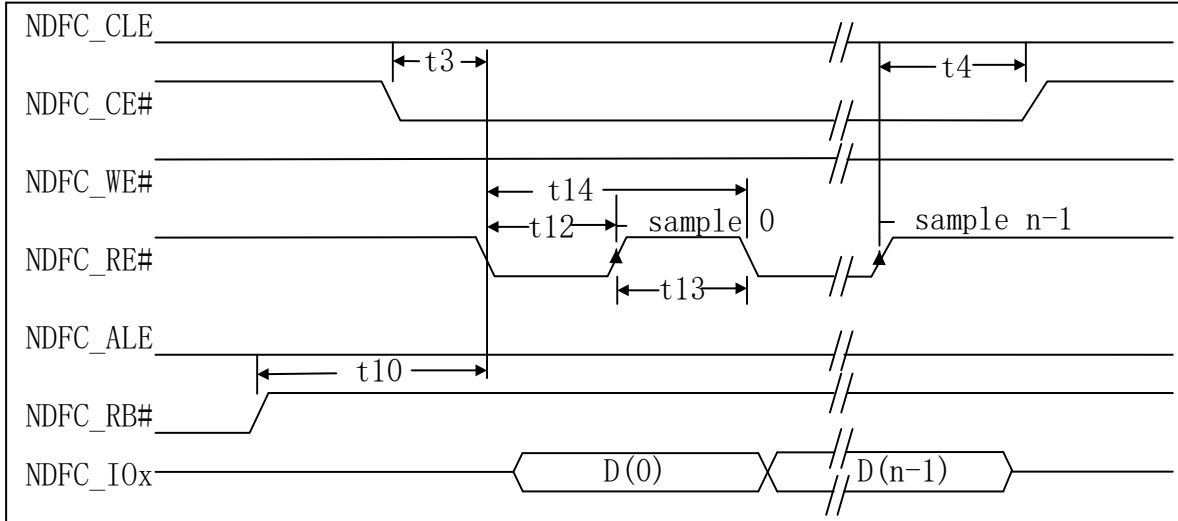 NDFC_CLE
t3
t4
NDFC_CE#
NDFC_WE#
t14
t12
sample 0
sample n-1
NDFC_RE#
t13
NDFC_ALE
t10
NDFC_RB#
NDFC_IOx
D(0)
D(n-1)